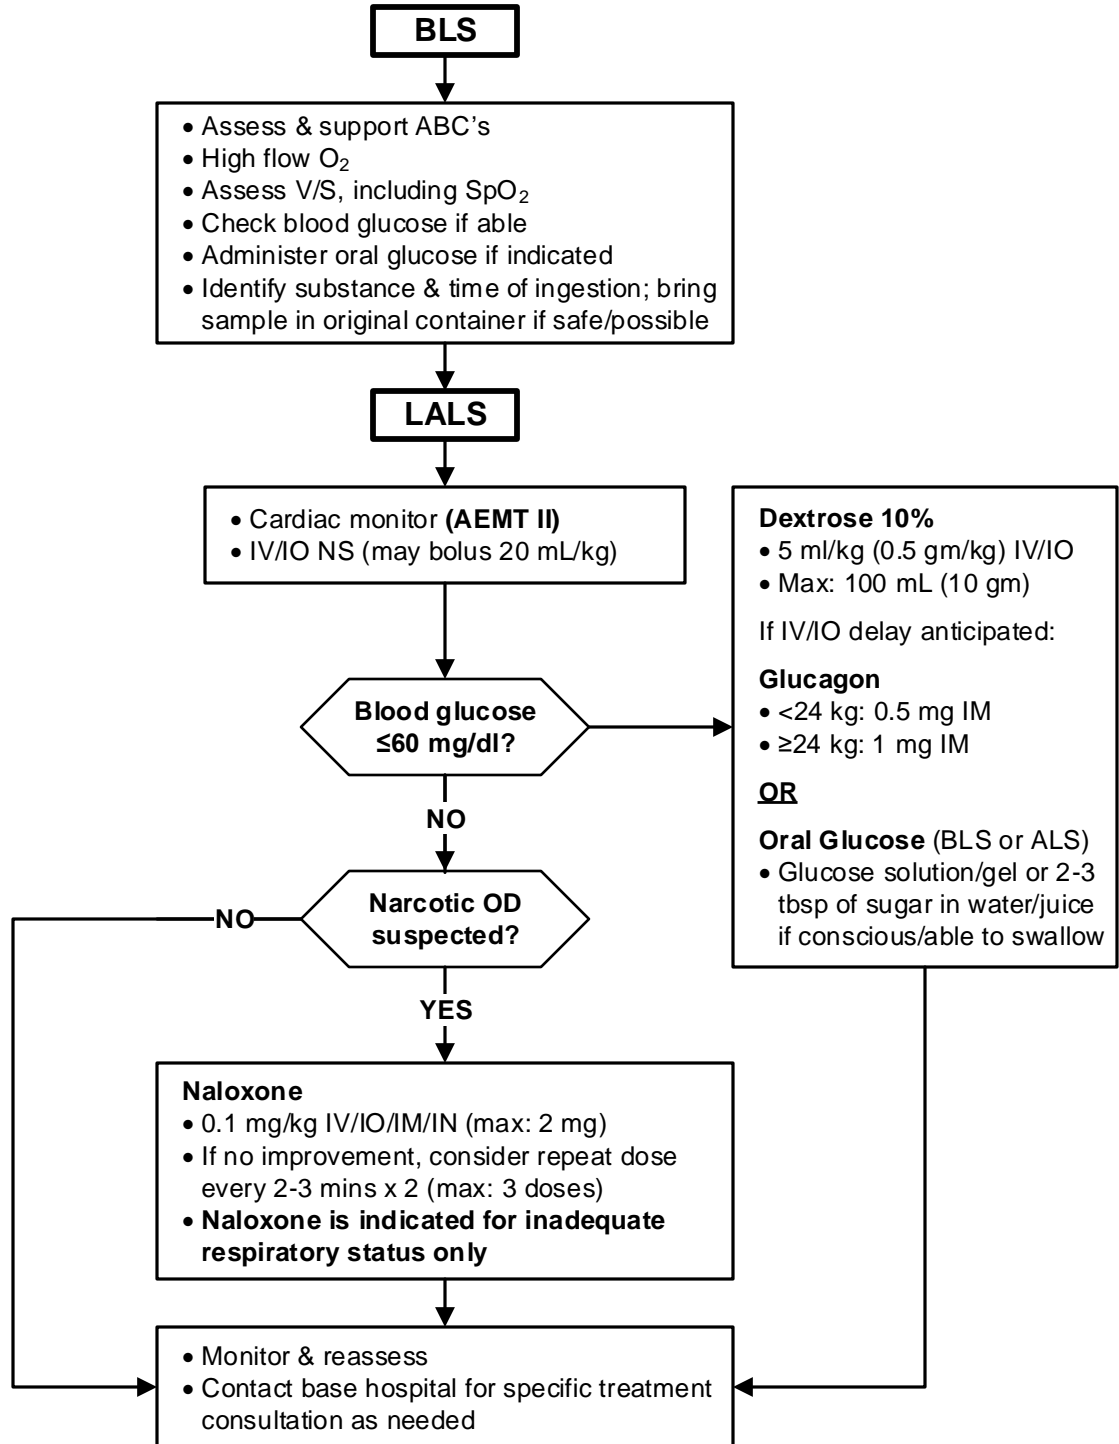 BLS
• Assess & support ABC's
• High flow O₂
• Assess V/S, including SpO₂
• Check blood glucose if able
• Administer oral glucose if indicated
• Identify substance & time of ingestion; bring
sample in original container if safe/possible
LALS
• Cardiac monitor (AEMT II)
• IV/IO NS (may bolus 20 mL/kg)
Blood glucose
≤60 mg/dl?
Dextrose 10%
• 5 ml/kg (0.5 gm/kg) IV/IO
• Max: 100 mL (10 gm)
If IV/IO delay anticipated:
Glucagon
• <24 kg: 0.5 mg IM
• ≥24 kg: 1 mg IM
OR
Oral Glucose (BLS or ALS)
• Glucose solution/gel or 2-3
tbsp of sugar in water/juice
if conscious/able to swallow
NO
Narcotic OD
suspected?
NO
YES
Naloxone
• 0.1 mg/kg IV/IO/IM/IN (max: 2 mg)
• If no improvement, consider repeat dose
every 2-3 mins x 2 (max: 3 doses)
• Naloxone is indicated for inadequate
respiratory status only
• Monitor & reassess
• Contact base hospital for specific treatment
consultation as needed